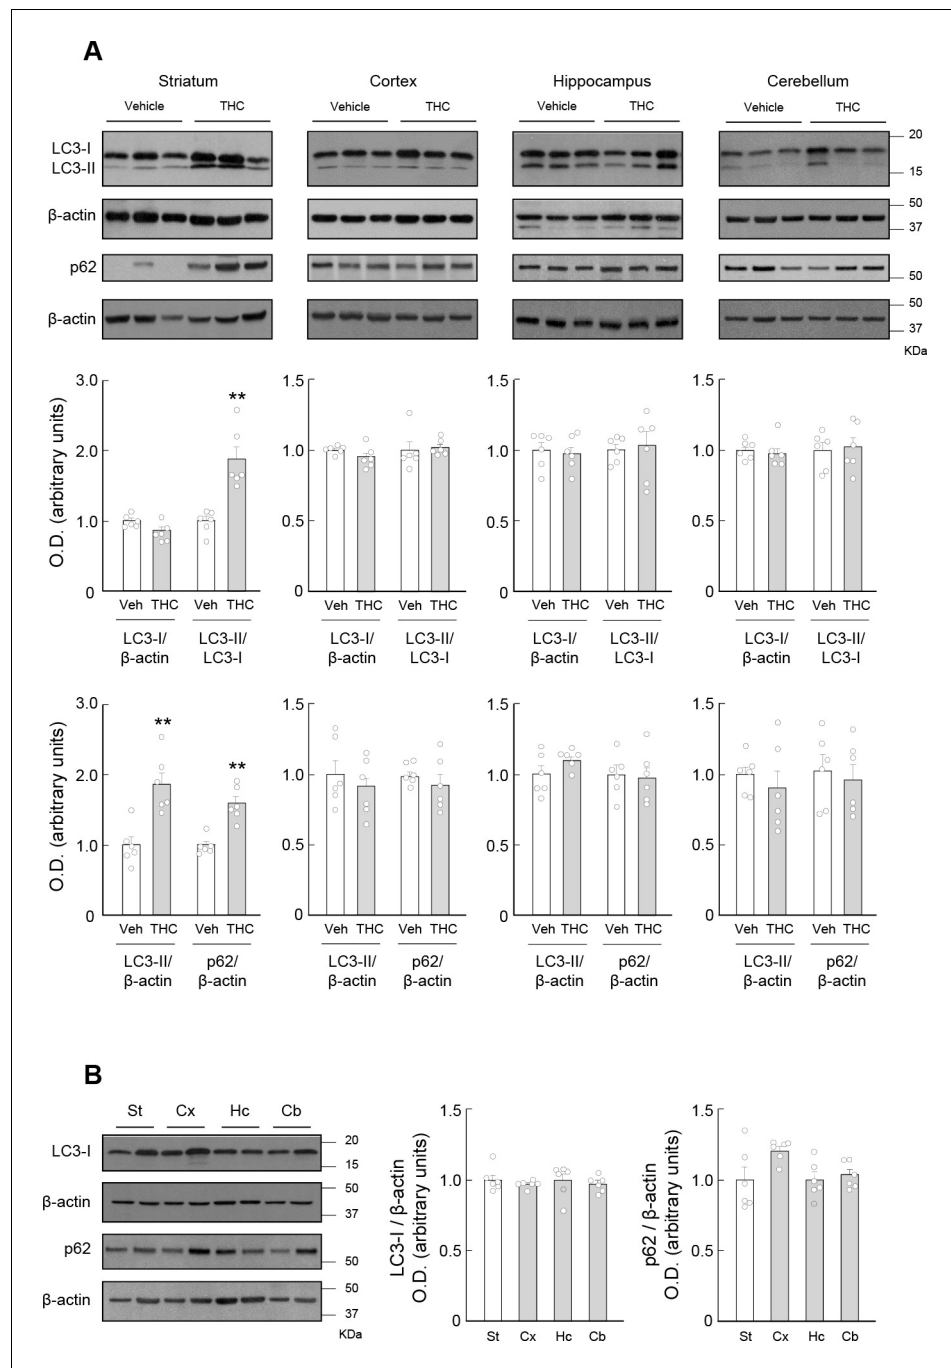 A
Striatum Cortex Hippocampus Cerebellum
Vehicle THC Vehicle THC Vehicle THC Vehicle THC
LC3-I
LC3-II
20
15
β-actin
50
37
p62
50
β-actin
50
37
KDa
O.D. (arbitrary units)
3.0
2.0
1.0
0
**
Veh THC Veh THC
LC3-I/
β-actin
LC3-II/
LC3-I
1.5
1.0
0.5
0
Veh THC Veh THC
LC3-I/
β-actin
LC3-II/
LC3-I
1.5
1.0
0.5
0
Veh THC Veh THC
LC3-I/
β-actin
LC3-II/
LC3-I
1.5
1.0
0.5
0
Veh THC Veh THC
LC3-I/
β-actin
LC3-II/
LC3-I
O.D. (arbitrary units)
3.0
2.0
1.0
0
**
**
Veh THC Veh THC
LC3-II/
β-actin
p62/
β-actin
1.5
1.0
0.5
0
Veh THC Veh THC
LC3-II/
β-actin
p62/
β-actin
1.5
1.0
0.5
0
Veh THC Veh THC
LC3-II/
β-actin
p62/
β-actin
1.5
1.0
0.5
0
Veh THC Veh THC
LC3-II/
β-actin
p62/
β-actin
B
St Cx Hc Cb
LC3-I
20
15
β-actin
50
37
p62
50
β-actin
50
37
KDa
LC3-I / β-actin
O.D. (arbitrary units)
1.5
1.0
0.5
0
St Cx Hc Cb
p62 / β-actin
O.D. (arbitrary units)
1.5
1.0
0.5
0
St Cx Hc Cb